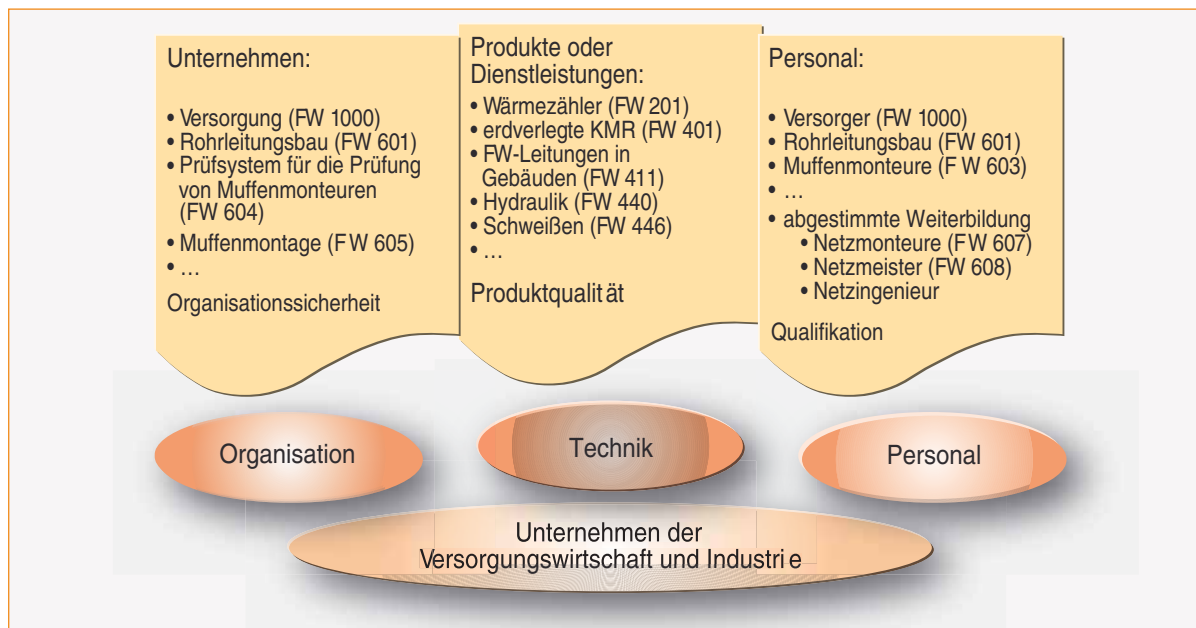 Unternehmen:
• Versorgung (FW 1000)
• Rohrleitungsbau (FW 601)
• Prüfsystem für die Prüfung
von Muffenmonteuren
(FW 604)
• Muffenmontage (FW 605)
• ...
Organisationssicherheit
Produkte oder
Dienstleistungen:
• Wärmezähler (FW 201)
• erdverlegte KMR (FW 401)
• FW-Leitungen in
Gebäuden (FW 411)
• Hydraulik (FW 440)
• Schweißen (FW 446)
• ...
Produktqualität
Personal:
• Versorger (FW 1000)
• Rohrleitungsbau (FW 601)
• Muffenmonteure (F W 603)
• ...
• abgestimmte Weiterbildung
• Netzmonteure (FW 607)
• Netzmeister (FW 608)
• Netzingenieur
Qualifikation
Organisation
Technik
Personal
Unternehmen der
Versorgungswirtschaft und Industrie